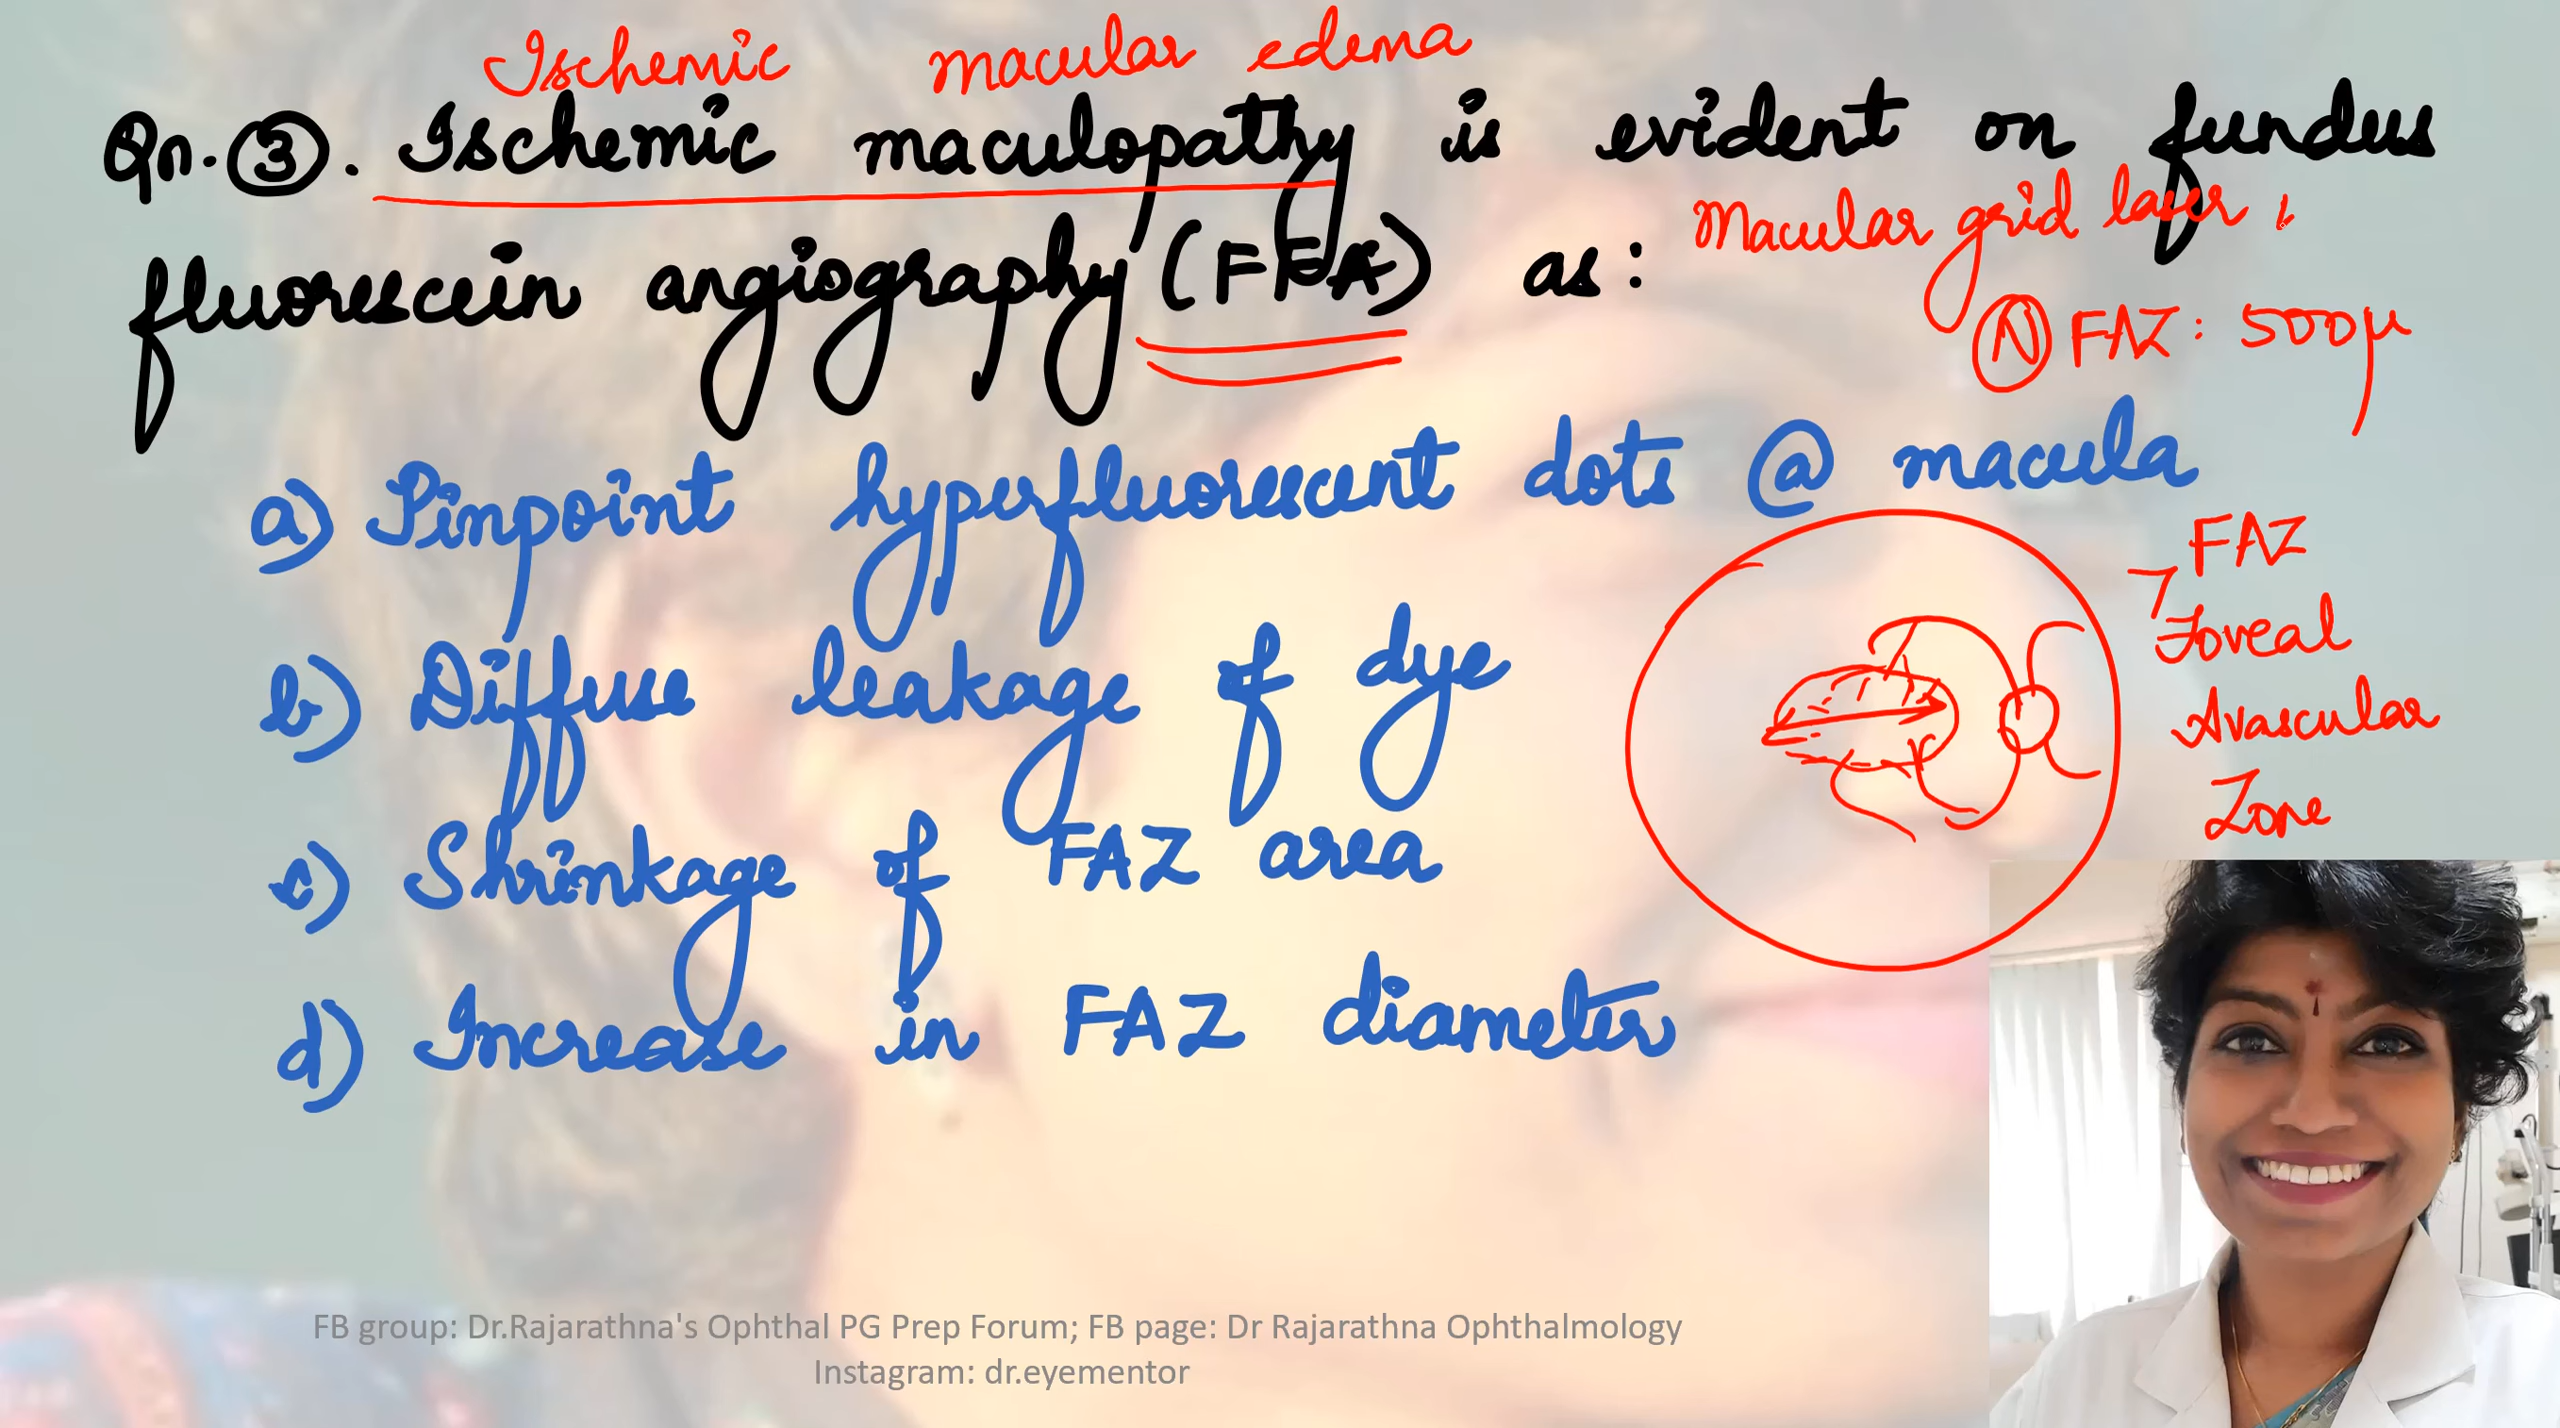 Ischemic macular edema
Qn. 3. Ischemic maculopathy is evident on fundus
Macular grid laser,
fluorescein angiography (FFA) as:
N FAZ: 500μ
a) Pinpoint hyperfluorescent dots @ macula
FAZ
Foveal
Avascular
Zone
b) Diffuse leakage of dye
c) Shrinkage of FAZ area
d) Increase in FAZ diameter
FB group: Dr.Rajarathna's Ophthal PG Prep Forum; FB page: Dr Rajarathna Ophthalmology
Instagram: dr.eyementor